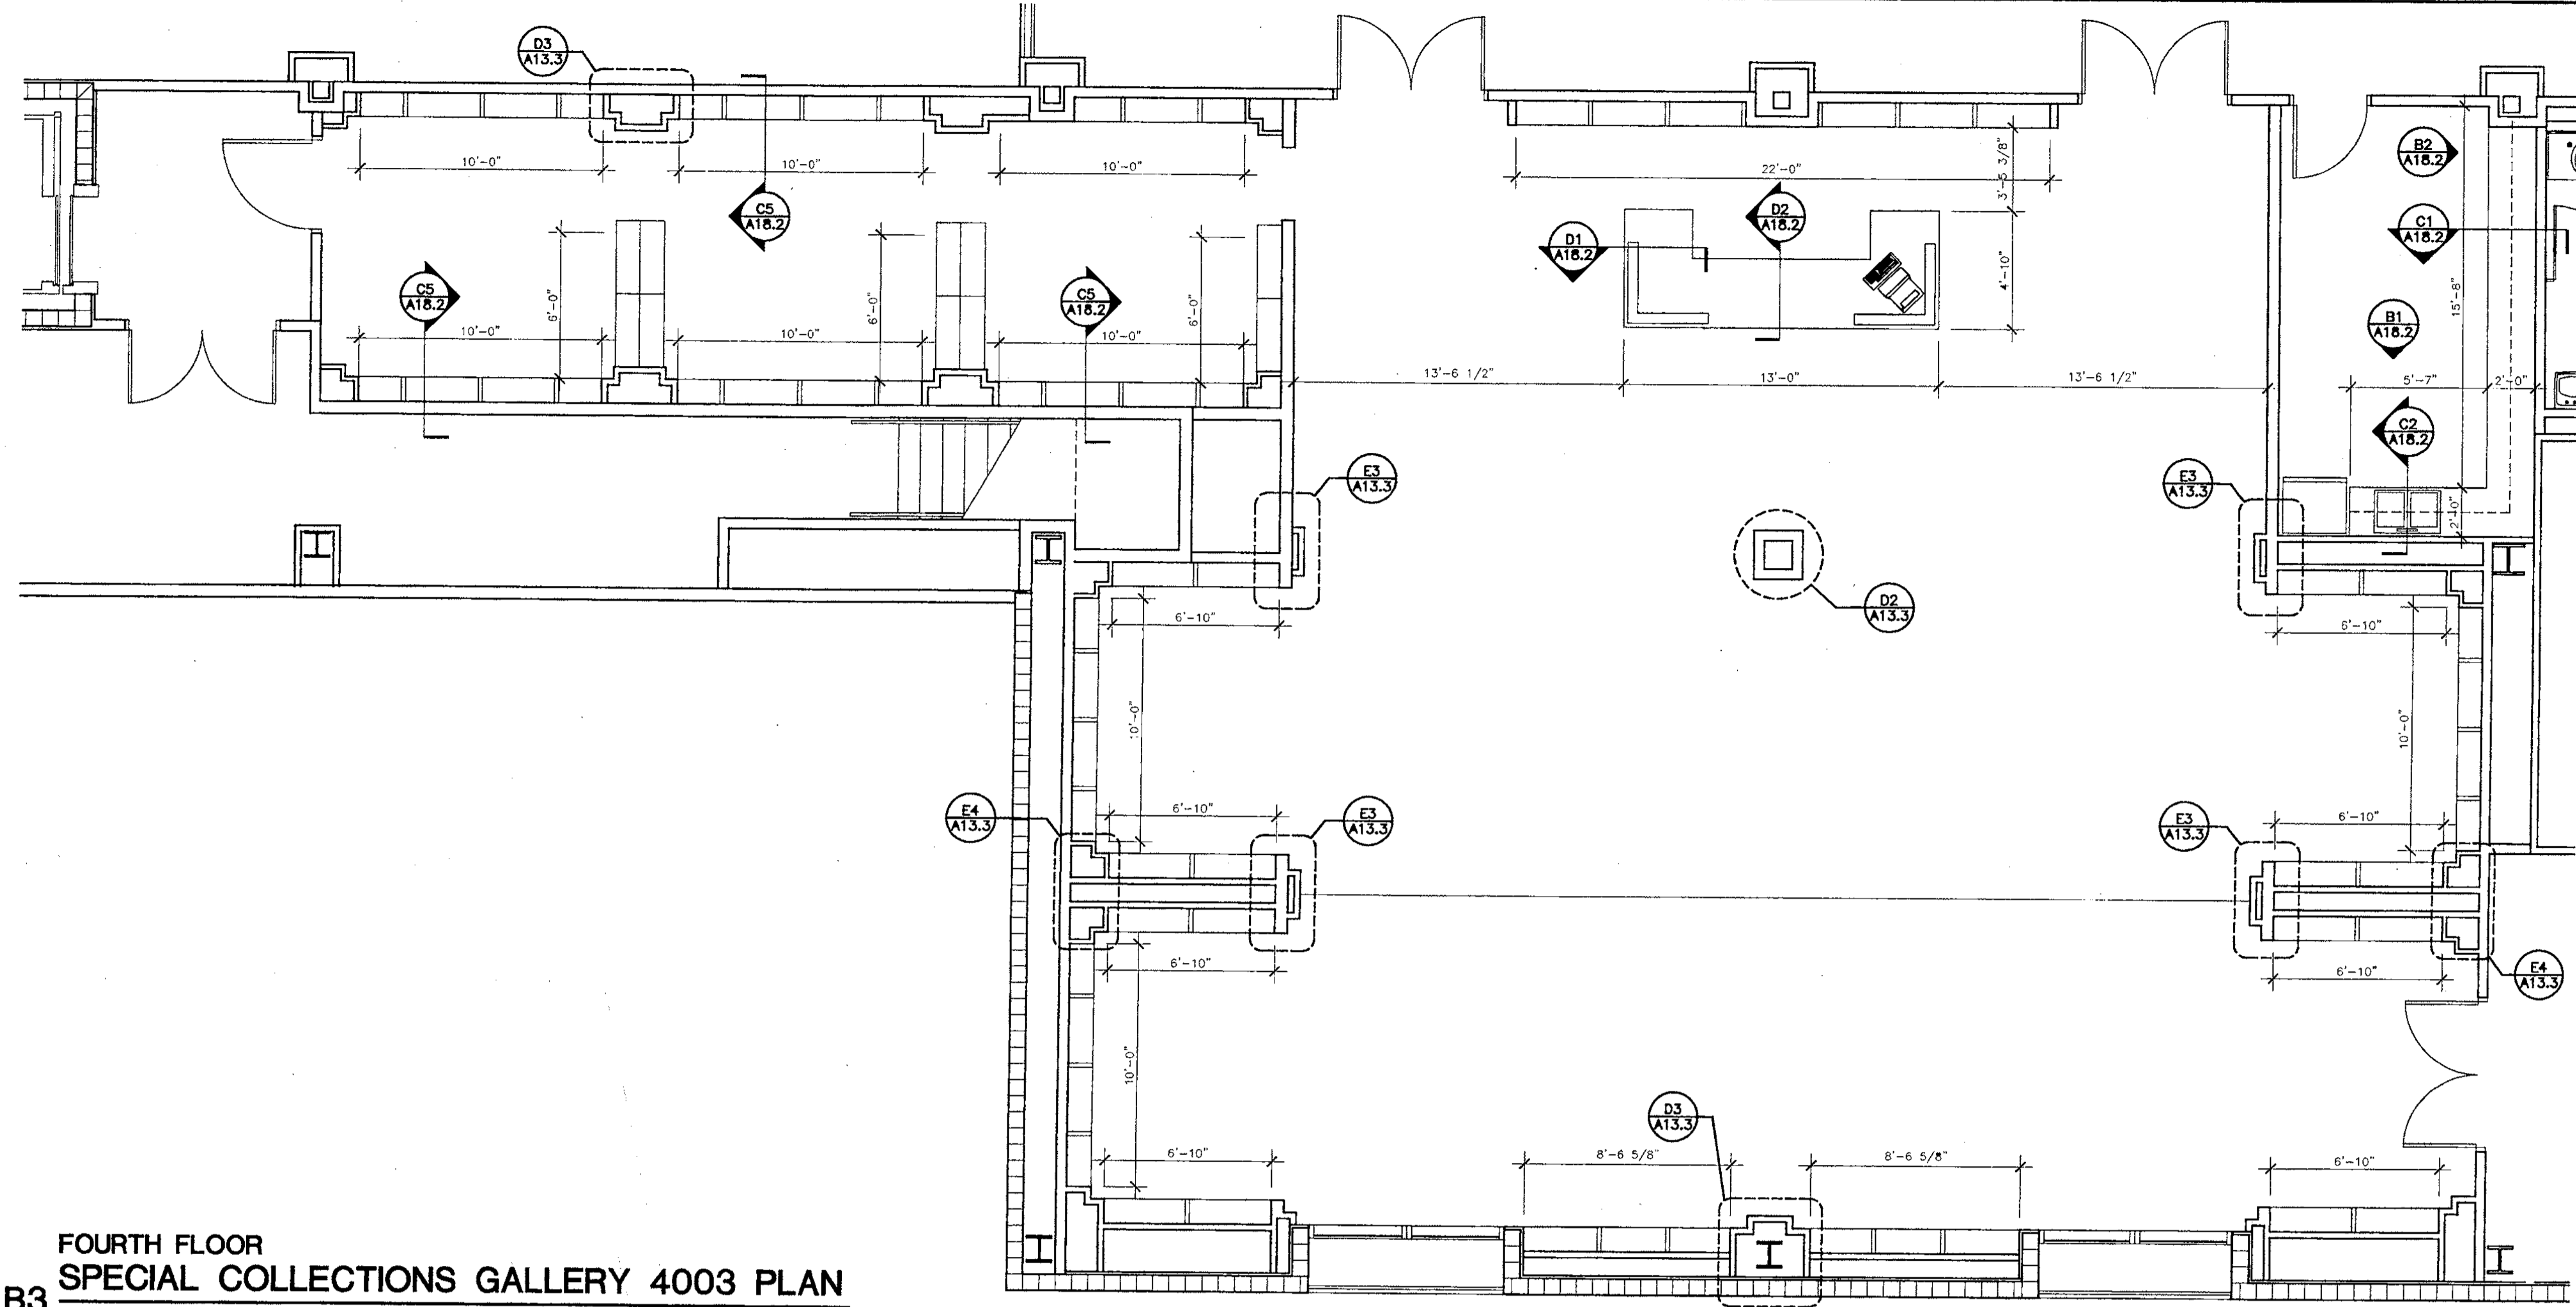 D3
A13.3
10'-0"
10'-0"
10'-0"
22'-0"
3'-5 3/8"
B2
A18.2
C5
A18.2
D2
A18.2
D1
A18.2
C1
A18.2
C5
A18.2
6'-0"
6'-0"
C5
A18.2
6'-0"
4'-10"
15'-8"
B1
A18.2
10'-0"
10'-0"
10'-0"
13'-6 1/2"
13'-0"
13'-6 1/2"
5'-7"
2'-0"
C2
A18.2
E3
A13.3
E3
A13.3
2'-0"
D2
A13.3
6'-10"
6'-10"
10'-0"
10'-0"
E4
A13.3
6'-10"
E3
A13.3
E3
A13.3
6'-10"
6'-10"
6'-10"
E4
A13.3
10'-0"
D3
A13.3
6'-10"
8'-6 5/8"
8'-6 5/8"
6'-10"
FOURTH FLOOR
SPECIAL COLLECTIONS GALLERY 4003 PLAN
B3